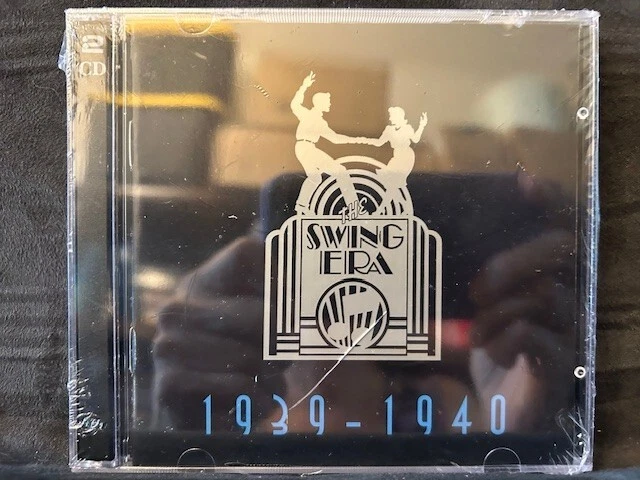 2
CD
THE
SWING
ERA
1939-1940